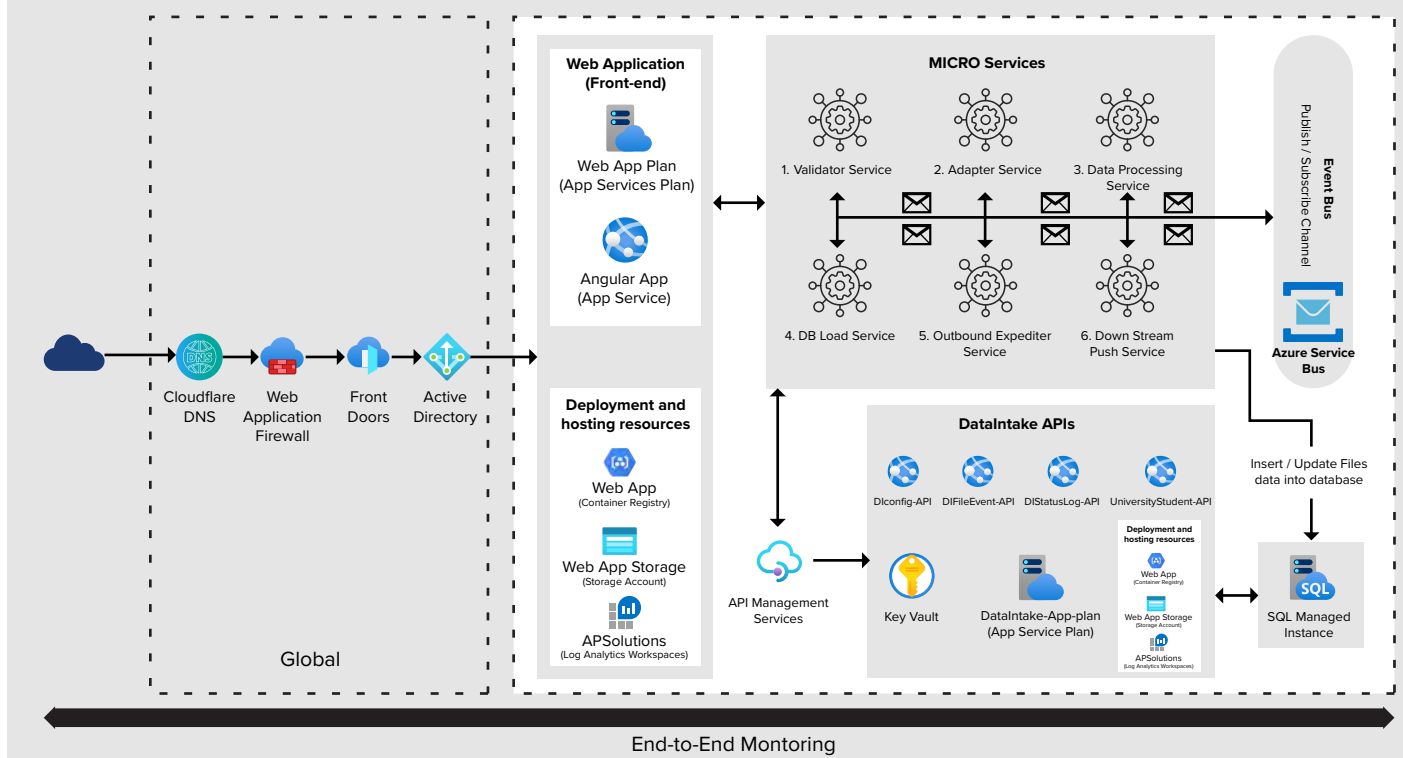 Web Application
(Front-end)
Web App Plan
(App Services Plan)
Angular App
(App Service)
MICRO Services
1. Validator Service
2. Adapter Service
3. Data Processing
Service
4. DB Load Service
5. Outbound Expediter
Service
6. Down Stream
Push Service
Event Bus
Publish / Subscribe Channel
Azure Service
Bus
DNS
Cloudflare
DNS
Web
Application
Firewall
Front
Doors
Active
Directory
Global
Deployment and
hosting resources
Web App
(Container Registry)
Web App Storage
(Storage Account)
APSolutions
(Log Analytics Workspaces)
API Management
Services
DataIntake APIs
DIconfig-API
DIFileEvent-API
DIStatusLog-API
UniversityStudent-API
Key Vault
DataIntake-App-plan
(App Service Plan)
Deployment and
hosting resources
Web App
(Container Registry)
Web App Storage
(Storage Account)
APSolutions
(Log Analytics Workspaces)
Insert / Update Files
data into database
SQL
SQL Managed
Instance
End-to-End Montoring